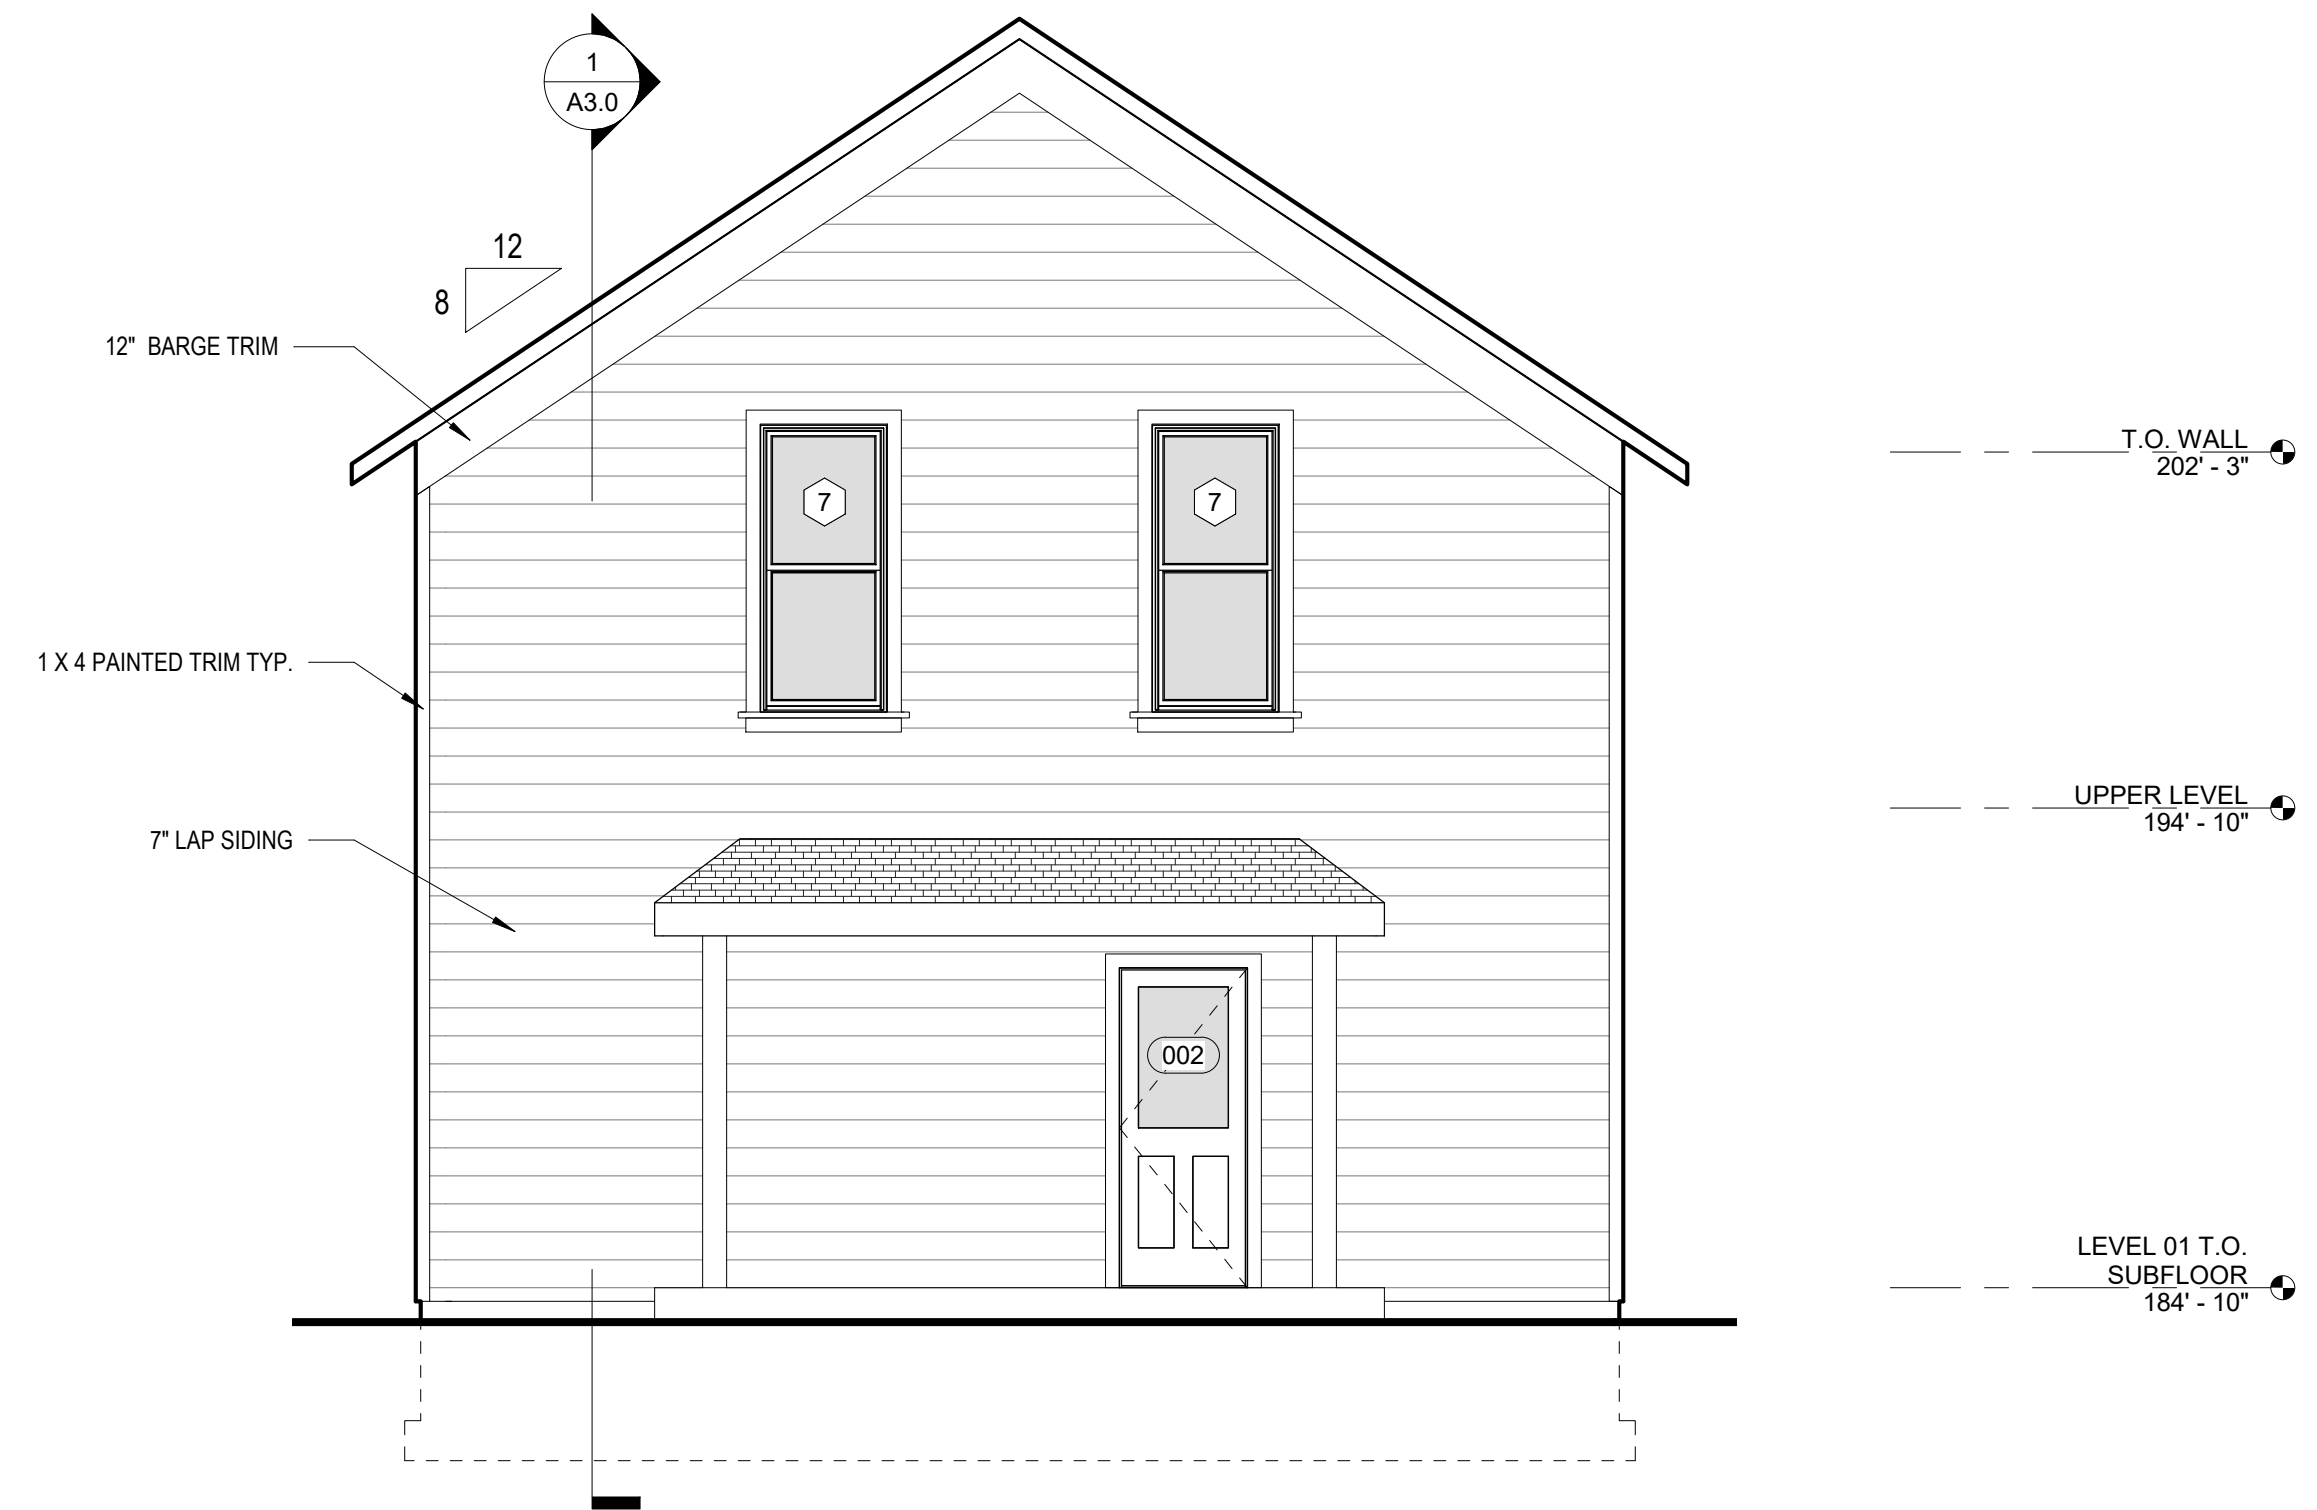 1
A3.0
12
8
12" BARGE TRIM
T.O. WALL
202' - 3"
7
7
1 X 4 PAINTED TRIM TYP.
UPPER LEVEL
194' - 10"
7" LAP SIDING
002
LEVEL 01 T.O.
SUBFLOOR
184' - 10"